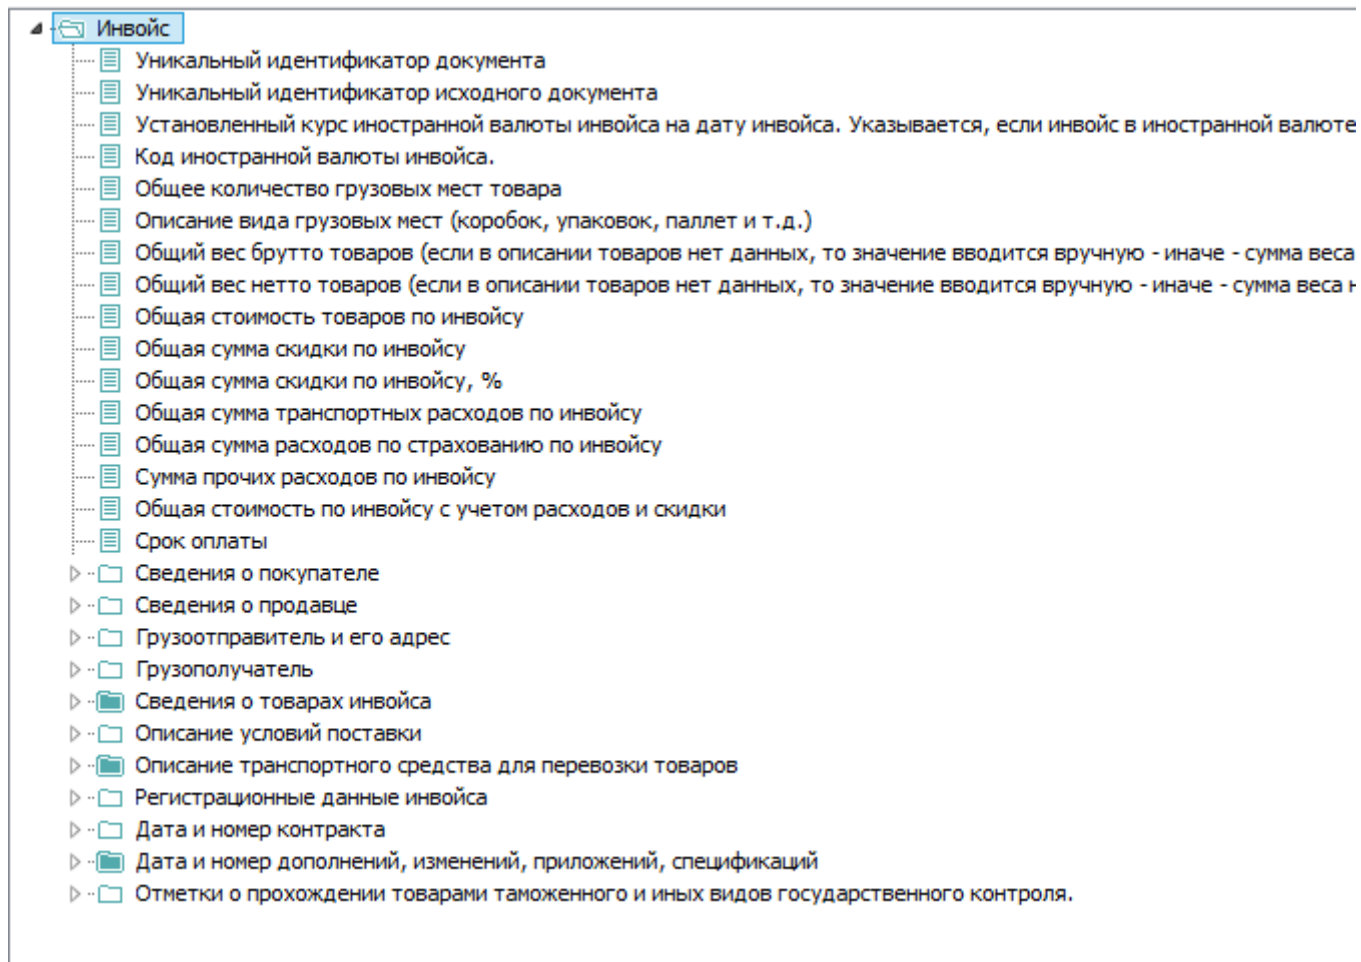 Инвойс
Уникальный идентификатор документа
Уникальный идентификатор исходного документа
Установленный курс иностранной валюты инвойса на дату инвойса. Указывается, если инвойс в иностранной валюте
Код иностранной валюты инвойса.
Общее количество грузовых мест товара
Описание вида грузовых мест (коробок, упаковок, паллет и т.д.)
Общий вес брутто товаров (если в описании товаров нет данных, то значение вводится вручную - иначе - сумма веса
Общий вес нетто товаров (если в описании товаров нет данных, то значение вводится вручную - иначе - сумма веса н
Общая стоимость товаров по инвойсу
Общая сумма скидки по инвойсу
Общая сумма скидки по инвойсу, %
Общая сумма транспортных расходов по инвойсу
Общая сумма расходов по страхованию по инвойсу
Сумма прочих расходов по инвойсу
Общая стоимость по инвойсу с учетом расходов и скидки
Срок оплаты
Сведения о покупателе
Сведения о продавце
Грузоотправитель и его адрес
Грузополучатель
Сведения о товарах инвойса
Описание условий поставки
Описание транспортного средства для перевозки товаров
Регистрационные данные инвойса
Дата и номер контракта
Дата и номер дополнений, изменений, приложений, спецификаций
Отметки о прохождении товарами таможенного и иных видов государственного контроля.